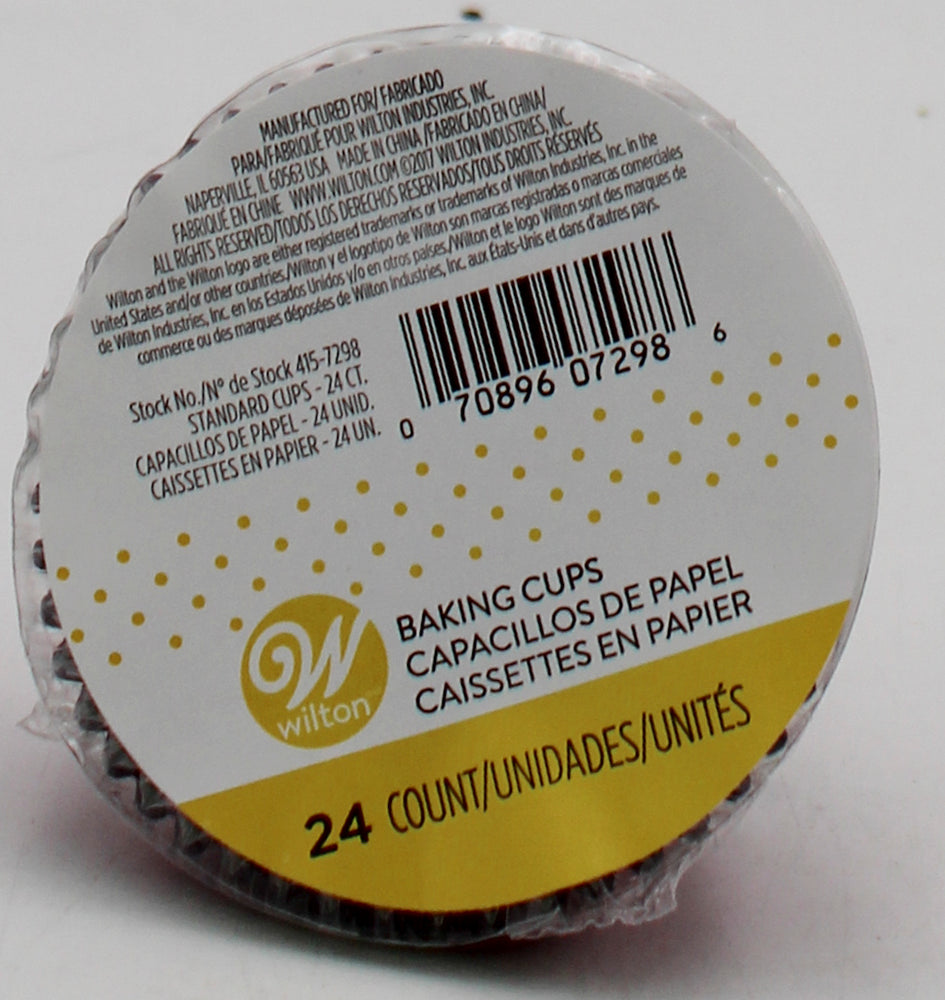 MANUFACTURED FOR/ FABRICADO
PARA/FABRIQUÉ POUR WILTON INDUSTRIES, INC
NAPERVILLE, IL 60563 USA MADE IN CHINA /FABRICADO EN CHINA/
FABRIQUÉ EN CHINE WWW.WILTON.COM ©2017 WILTON INDUSTRIES, INC
ALL RIGHTS RESERVED/TODOS LOS DERECHOS RESERVADOS/TOUS DROITS RÉSERVÉS
Wilton and the Wilton logo are either registered trademarks or trademarks of Wilton Industries, Inc. in the
United States and/or other countries./Wilton y el logotipo de Wilton son marcas registradas o marcas comerciales
de Wilton Industries, Inc. en los Estados Unidos y/o en otros países./Wilton et le logo Wilton sont des marques de
commerce ou des marques déposées de Wilton Industries, Inc. aux États-Unis et dans d'autres pays.
Stock No./Nº de Stock 415-7298
STANDARD CUPS - 24 CT.
CAPACILLOS DE PAPEL - 24 UNID.
CAISSETTES EN PAPIER - 24 UN.
0 70896 07298 6
wilton
BAKING CUPS
CAPACILLOS DE PAPEL
CAISSETTES EN PAPIER
24 COUNT/UNIDADES/UNITÉS